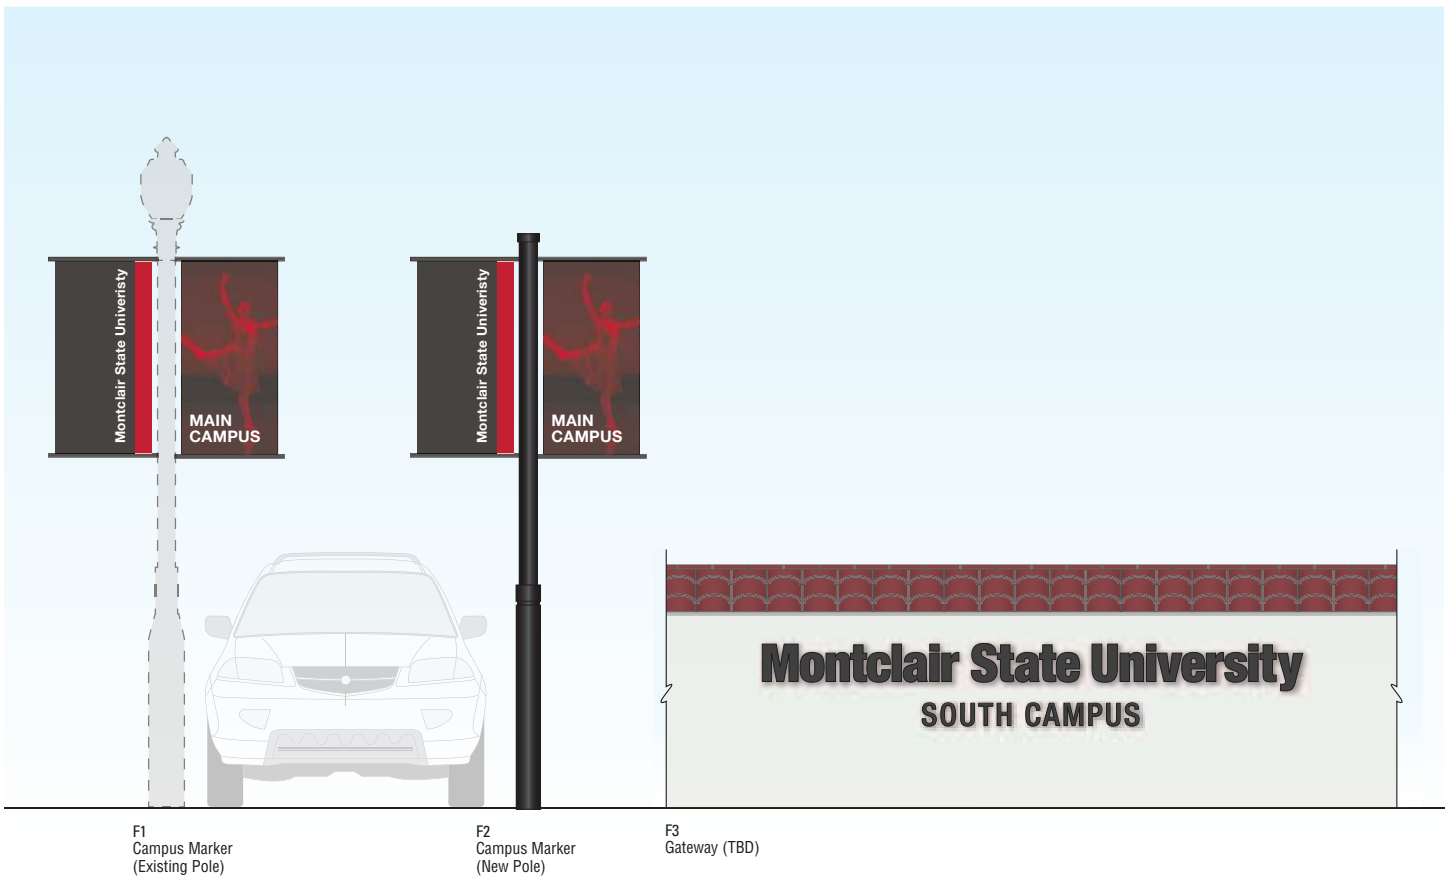 Montclair State Univeristy
MAIN
CAMPUS
Montclair State Univeristy
MAIN
CAMPUS
Montclair State University
SOUTH CAMPUS
F1
Campus Marker
(Existing Pole)
F2
Campus Marker
(New Pole)
F3
Gateway (TBD)